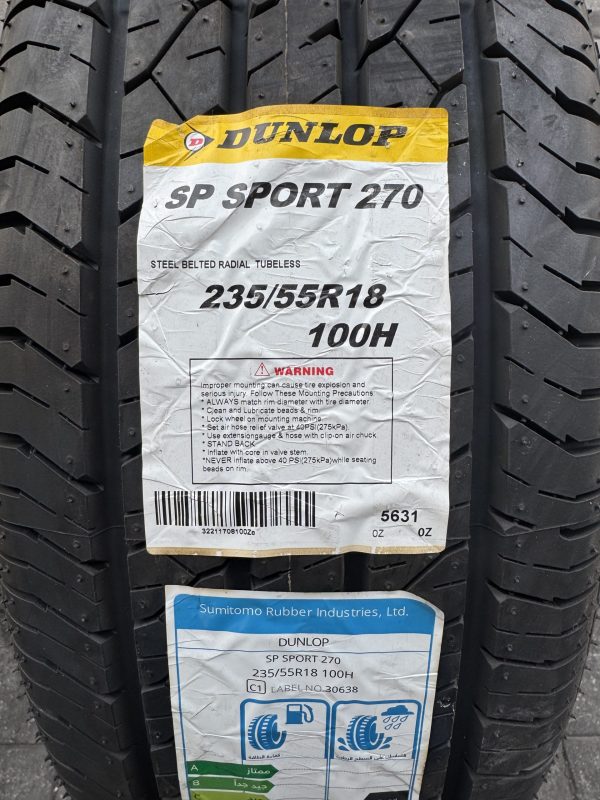 D DUNLOP
SP SPORT 270
STEEL BELTED RADIAL TUBELESS
235/55R18
100H
WARNING
Improper mounting can cause tire explosion and
serious injury. Follow These Mounting Precautions:
* ALWAYS match rim diameter with tire diameter.
* Clean and Lubricate beads & rim.
* Lock wheel on mounting machine.
* Set air hose relief valve at 40PSI(275kPa).
* Use extensiongauge & hose with clip-on air chuck.
* STAND BACK
* Inflate with core in valve stem.
*NEVER inflate above 40 PSI(275kPa)while seating
beads on rim.
5631
0Z 0Z
Sumitomo Rubber Industries, Ltd.
DUNLOP
SP SPORT 270
235/55R18 100H
C1 LABEL NO.30638
A ممتاز
B جيد جداً
C